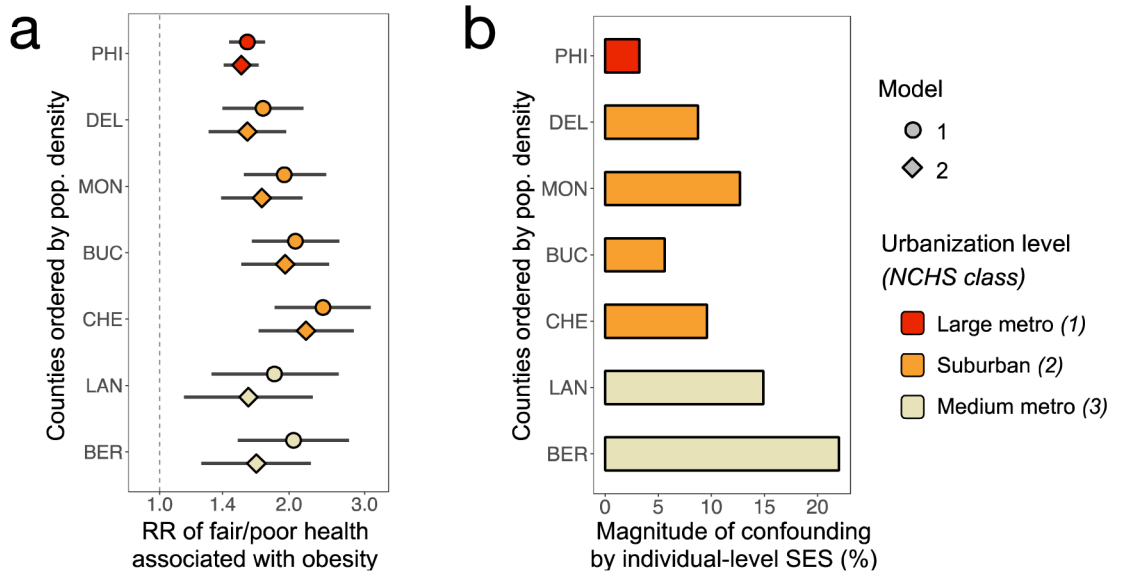 a
Counties ordered by pop. density
PHI
DEL
MON
BUC
CHE
LAN
BER
1.0 1.4 2.0 3.0
RR of fair/poor health
associated with obesity
b
Counties ordered by pop. density
PHI
DEL
MON
BUC
CHE
LAN
BER
0 5 10 15 20
Magnitude of confounding
by individual-level SES (%)
Model
1
2
Urbanization level
(NCHS class)
Large metro (1)
Suburban (2)
Medium metro (3)